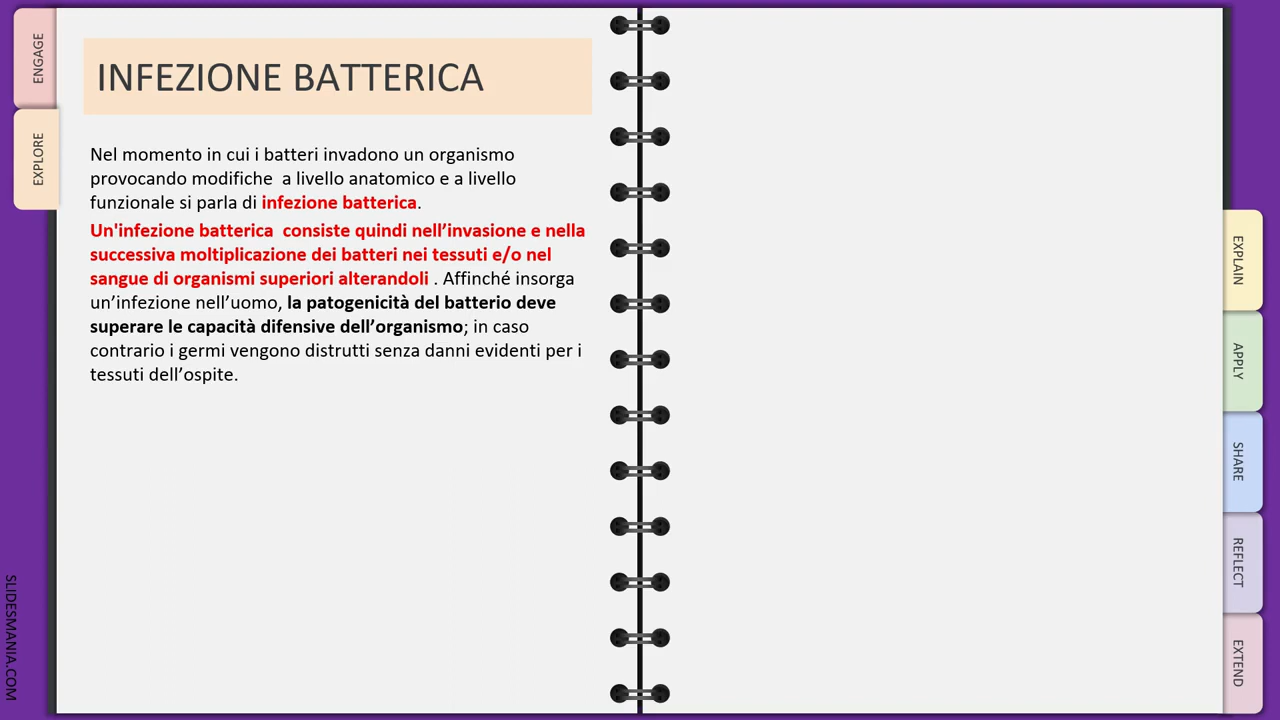 ENGAGE
EXPLORE
INFEZIONE BATTERICA
Nel momento in cui i batteri invadono un organismo
provocando modifiche  a livello anatomico e a livello
funzionale si parla di infezione batterica.
Un'infezione batterica  consiste quindi nell’invasione e nella
successiva moltiplicazione dei batteri nei tessuti e/o nel
sangue di organismi superiori alterandoli . Affinché insorga
un’infezione nell’uomo, la patogenicità del batterio deve
superare le capacità difensive dell’organismo; in caso
contrario i germi vengono distrutti senza danni evidenti per i
tessuti dell’ospite.
EXPLAIN
APPLY
SHARE
REFLECT
EXTEND
SLIDESMANIA.COM